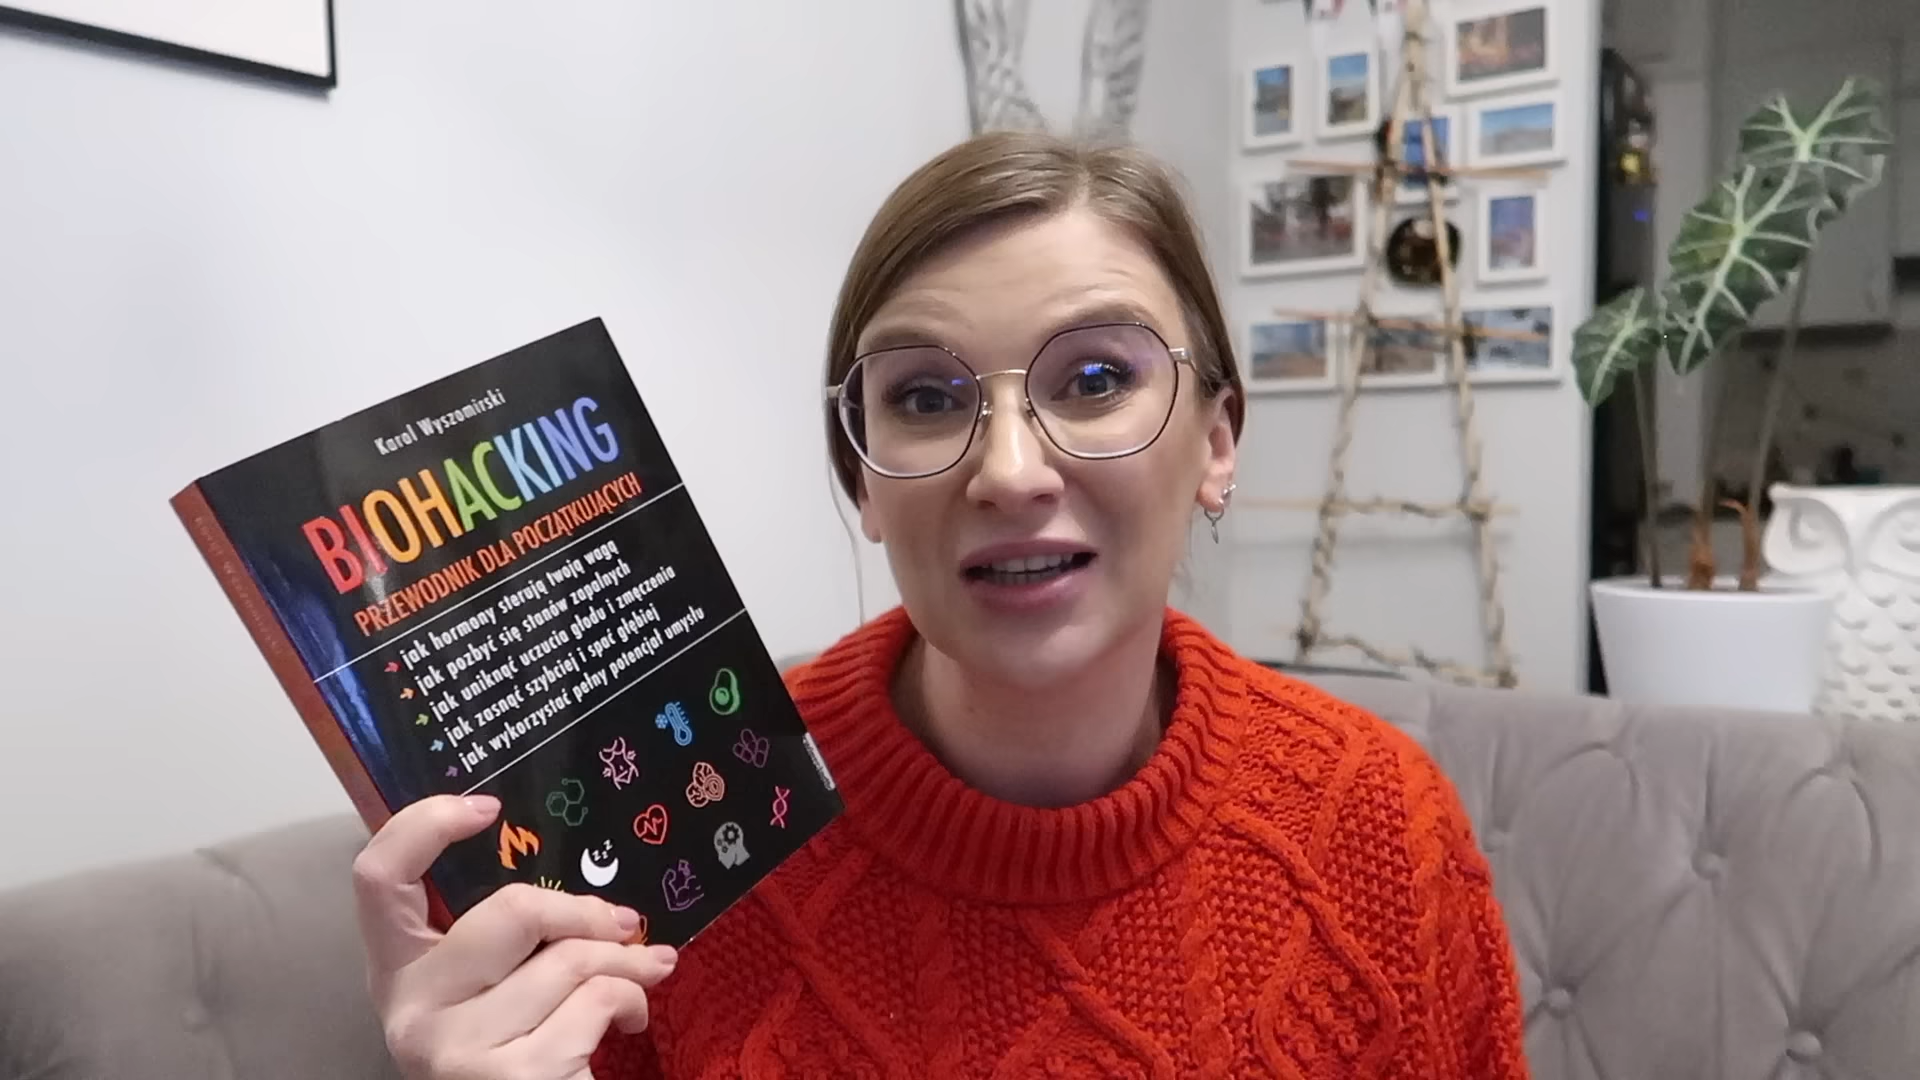 Karol Wyszomirski
BIOHACKING
PRZEWODNIK DLA POCZĄTKUJĄCYCH
jak hormony sterują twoją wagą
jak pozbyć się stanów zapalnych
jak uniknąć uczucia głodu i zmęczenia
jak zasnąć szybciej i spać głębiej
jak wykorzystać pełny potencjał umysłu